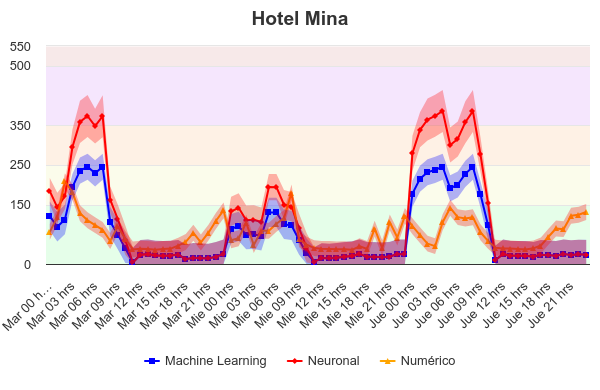 Hotel Mina
550
500
350
250
150
0
Mar 00 h...
Mar 03 hrs
Mar 06 hrs
Mar 09 hrs
Mar 12 hrs
Mar 15 hrs
Mar 18 hrs
Mar 21 hrs
Mie 00 hrs
Mie 03 hrs
Mie 06 hrs
Mie 09 hrs
Mie 12 hrs
Mie 15 hrs
Mie 18 hrs
Mie 21 hrs
Jue 00 hrs
Jue 03 hrs
Jue 06 hrs
Jue 09 hrs
Jue 12 hrs
Jue 15 hrs
Jue 18 hrs
Jue 21 hrs
Machine Learning Neuronal Numérico